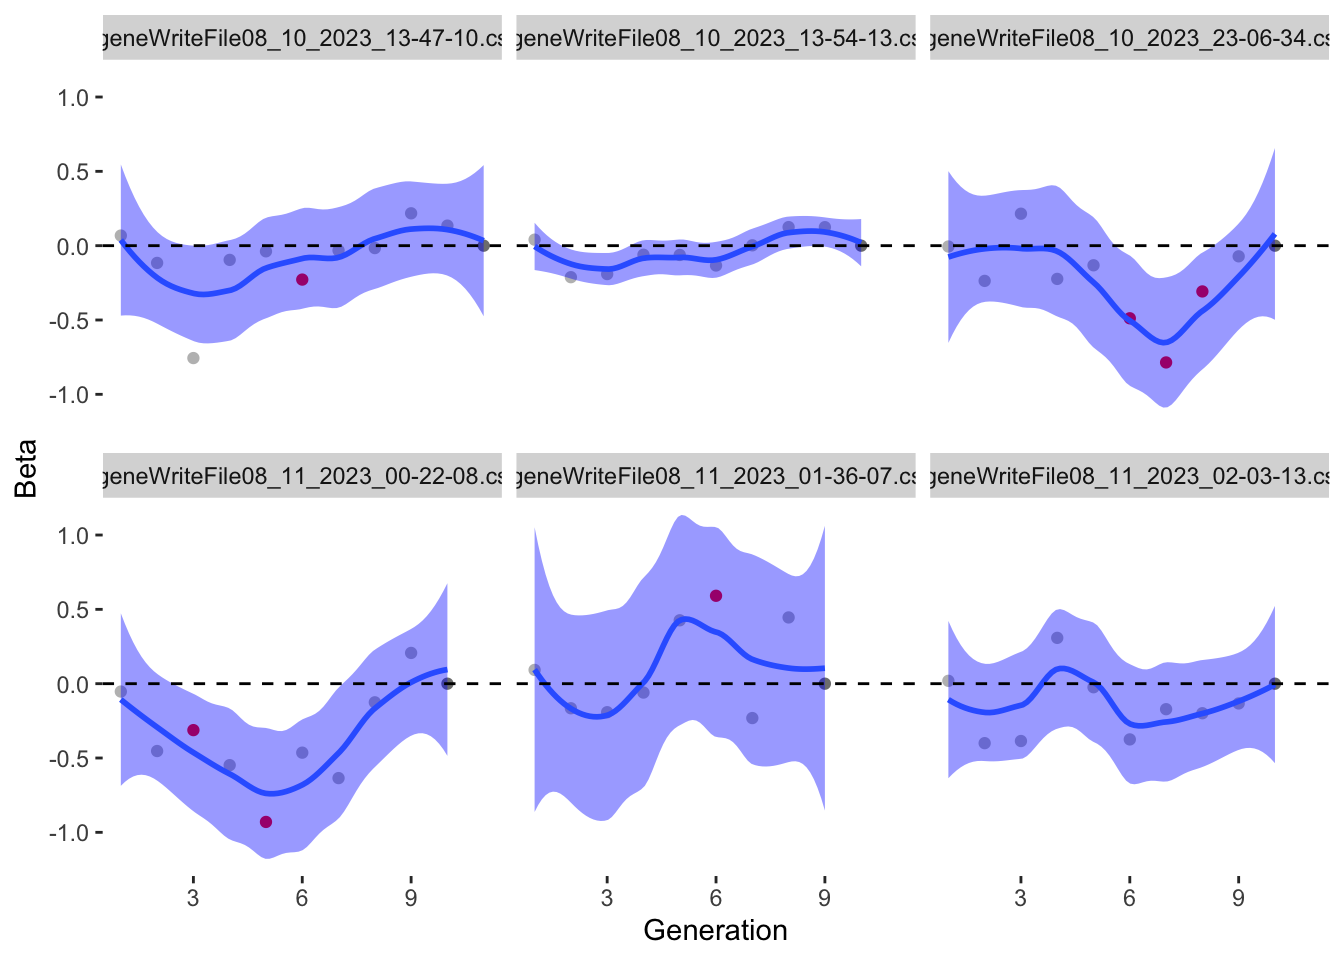 geneWriteFile08_10_2023_13-47-10.cs
geneWriteFile08_10_2023_13-54-13.cs
geneWriteFile08_10_2023_23-06-34.cs
1.0
0.5
0.0
-0.5
-1.0
Beta
geneWriteFile08_11_2023_00-22-08.cs
geneWriteFile08_11_2023_01-36-07.cs
geneWriteFile08_11_2023_02-03-13.cs
1.0
0.5
0.0
-0.5
-1.0
3 6 9 3 6 9 3 6 9
Generation